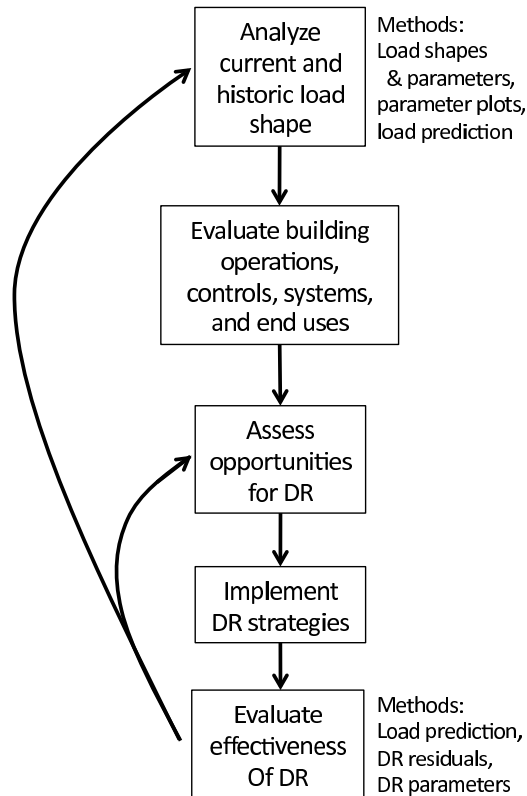 Analyze
current and
historic load
shape
Methods:
Load shapes
& parameters,
parameter plots,
load prediction
Evaluate building
operations,
controls, systems,
and end uses
Assess
opportunities
for DR
Implement
DR strategies
Evaluate
effectiveness
Of DR
Methods:
Load prediction,
DR residuals,
DR parameters